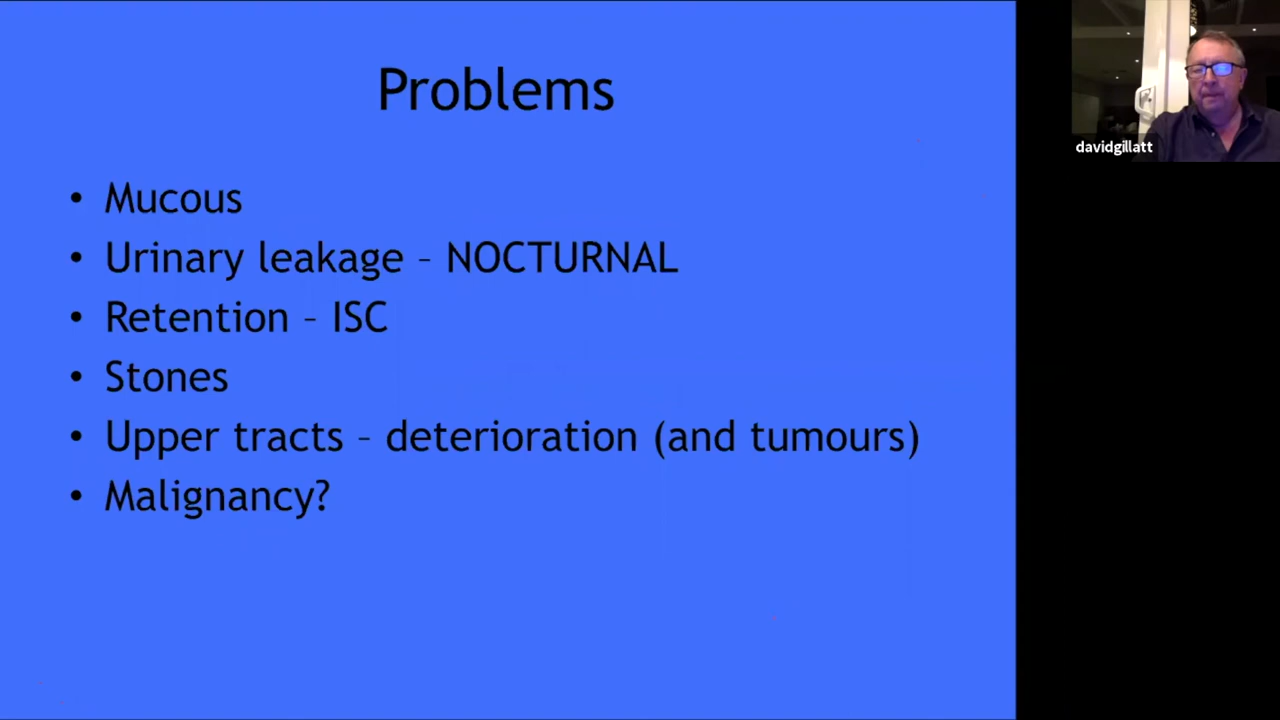 Problems
• Mucous
• Urinary leakage – NOCTURNAL
• Retention – ISC
• Stones
• Upper tracts – deterioration (and tumours)
• Malignancy?
davidgillatt